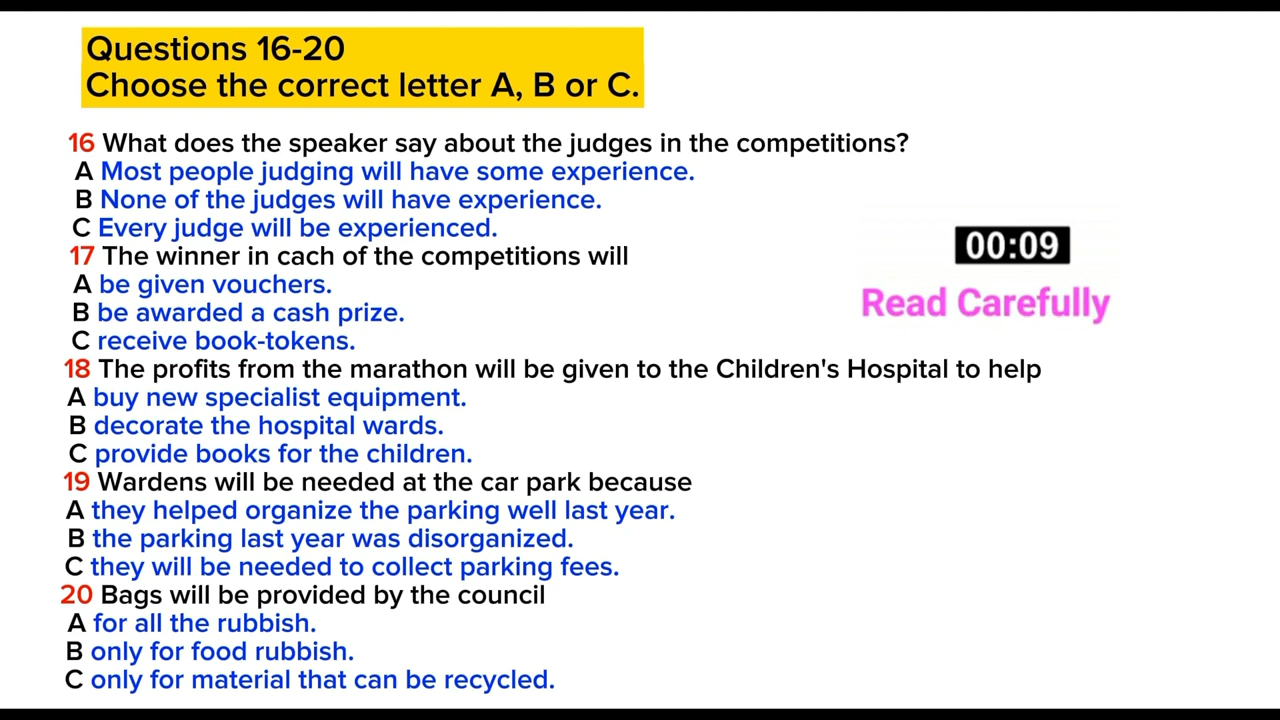 Questions 16-20
Choose the correct letter A, B or C.
16 What does the speaker say about the judges in the competitions?
A Most people judging will have some experience.
B None of the judges will have experience.
C Every judge will be experienced.
17 The winner in cach of the competitions will
A be given vouchers.
B be awarded a cash prize.
C receive book-tokens.
18 The profits from the marathon will be given to the Children's Hospital to help
A buy new specialist equipment.
B decorate the hospital wards.
C provide books for the children.
19 Wardens will be needed at the car park because
A they helped organize the parking well last year.
B the parking last year was disorganized.
C they will be needed to collect parking fees.
20 Bags will be provided by the council
A for all the rubbish.
B only for food rubbish.
C only for material that can be recycled.
00:09
Read Carefully